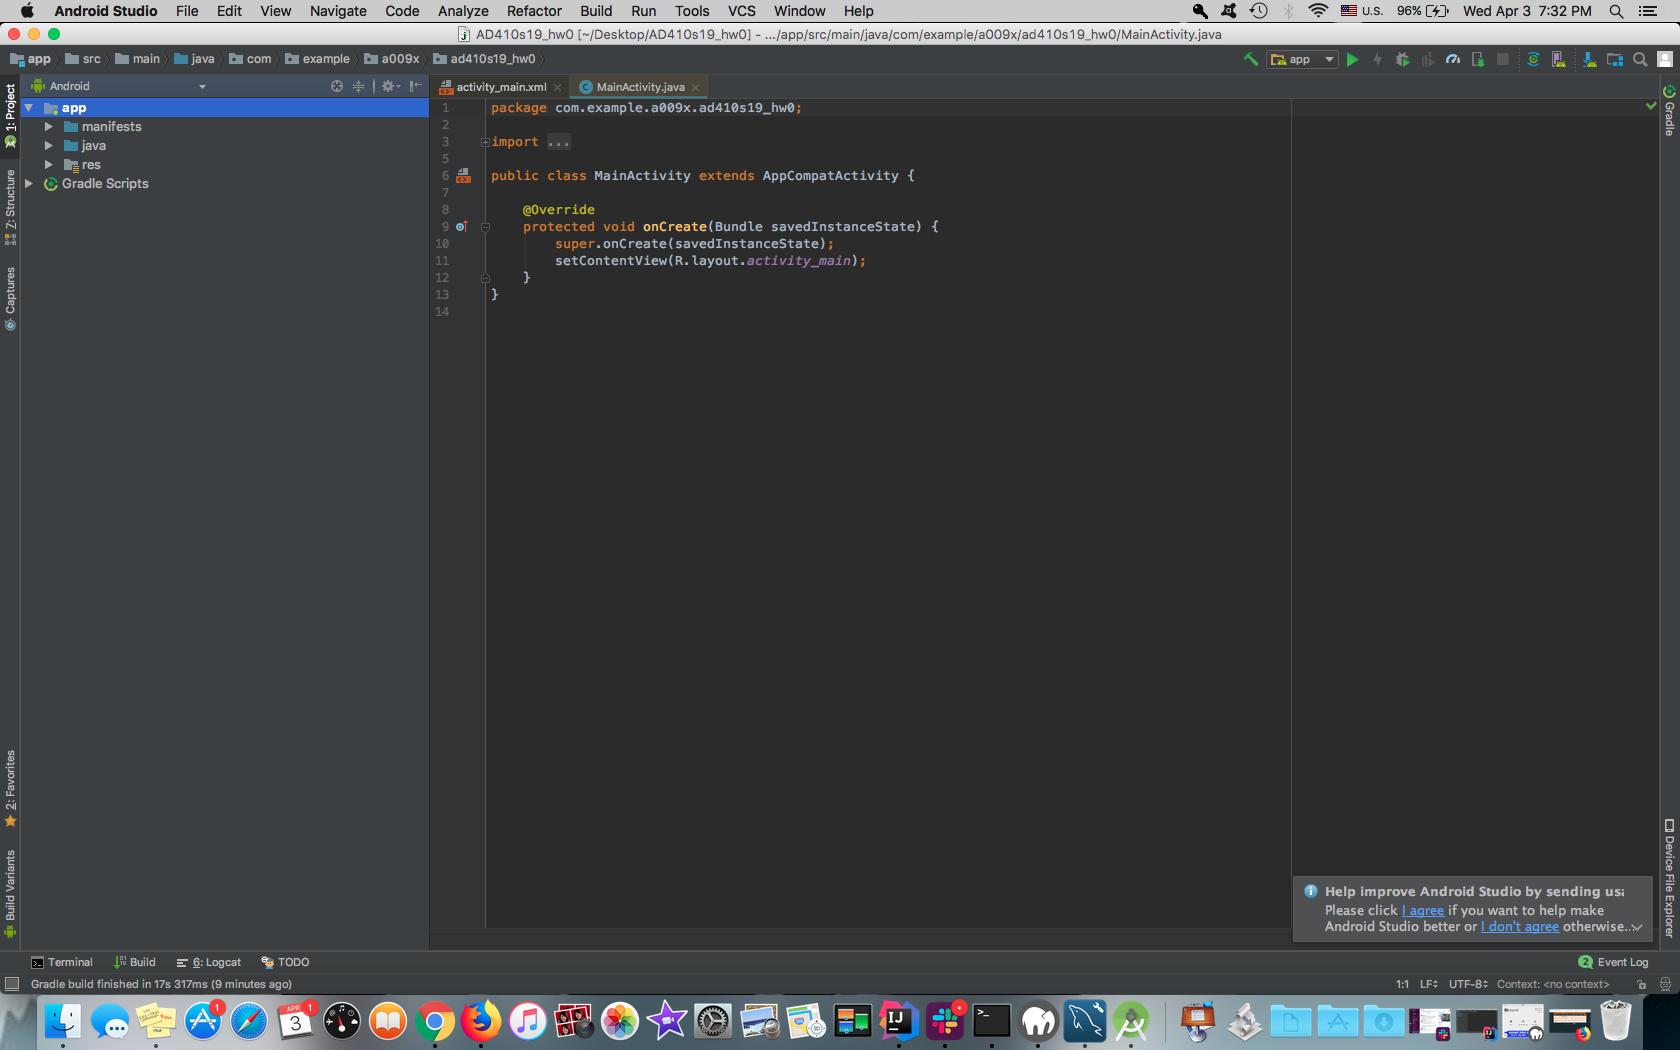 Android Studio File Edit View Navigate Code Analyze Refactor Build Run Tools VCS Window Help U.S. 96% Wed Apr 3 7:32 PM
AD410s19_hw0 [~/Desktop/AD410s19_hw0] - .../app/src/main/java/com/example/a009x/ad410s19_hw0/MainActivity.java
app src main java com example a009x ad410s19_hw0 app
Android
activity_main.xml MainActivity.java
1: Project
7: Structure
Captures
2: Favorites
Build Variants
app
manifests
java
res
Gradle Scripts
1 package com.example.a009x.ad410s19_hw0;
2
3 import ...
5
6 public class MainActivity extends AppCompatActivity {
7
8 @Override
9 protected void onCreate(Bundle savedInstanceState) {
10 super.onCreate(savedInstanceState);
11 setContentView(R.layout.activity_main);
12 }
13 }
14
Gradle
Device File Explorer
Help improve Android Studio by sending usa
Please click I agree if you want to help make
Android Studio better or I don't agree otherwise...
Terminal Build 6: Logcat TODO 2 Event Log
Gradle build finished in 17s 317ms (9 minutes ago) 1:1 LF UTF-8 Context: <no context>
1 APR 3 1 IJ >_